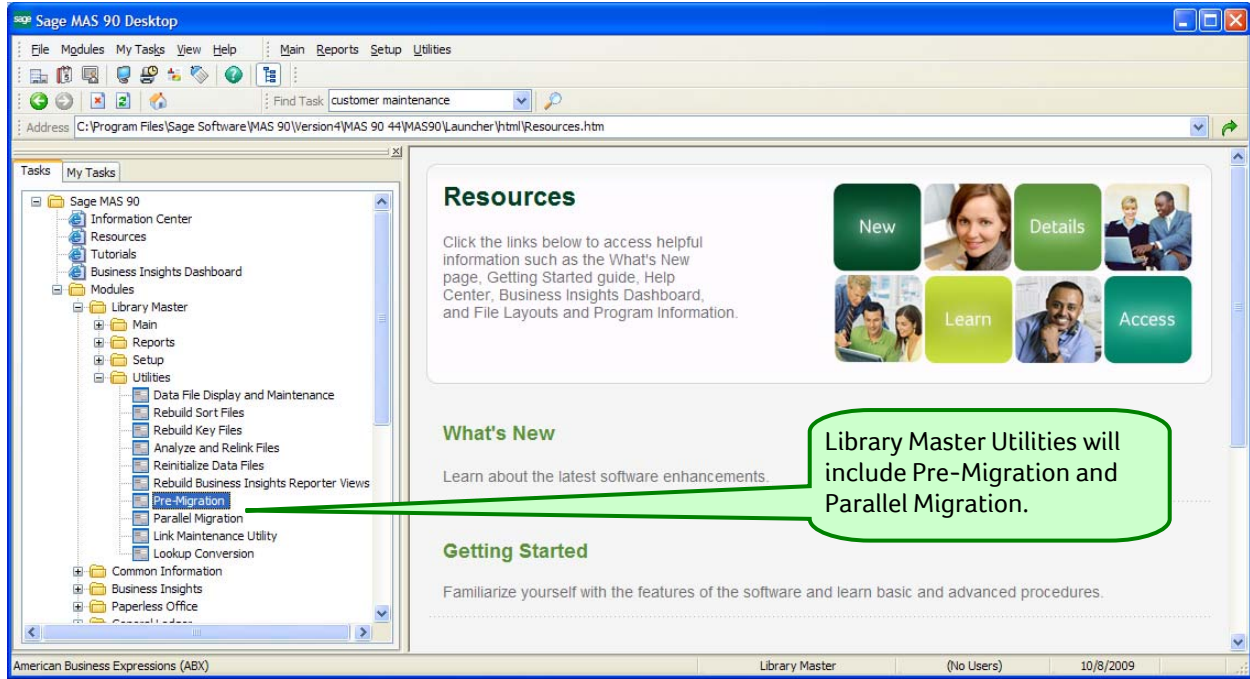 sage Sage MAS 90 Desktop
File Modules My Tasks View Help Main Reports Setup Utilities
Find Task customer maintenance
Address C:\Program Files\Sage Software\MAS 90\Version4\MAS 90 44\MAS90\Launcher\html\Resources.htm
Tasks My Tasks
Sage MAS 90
Information Center
Resources
Tutorials
Business Insights Dashboard
Modules
Library Master
Main
Reports
Setup
Utilities
Data File Display and Maintenance
Rebuild Sort Files
Rebuild Key Files
Analyze and Relink Files
Reinitialize Data Files
Rebuild Business Insights Reporter Views
Pre-Migration
Parallel Migration
Link Maintenance Utility
Lookup Conversion
Common Information
Business Insights
Paperless Office
General Ledger
Resources
Click the links below to access helpful
information such as the What's New
page, Getting Started guide, Help
Center, Business Insights Dashboard,
and File Layouts and Program Information.
New
Details
Learn
Access
What's New
Learn about the latest software enhancements.
Library Master Utilities will
include Pre-Migration and
Parallel Migration.
Getting Started
Familiarize yourself with the features of the software and learn basic and advanced procedures.
American Business Expressions (ABX) Library Master (No Users) 10/8/2009